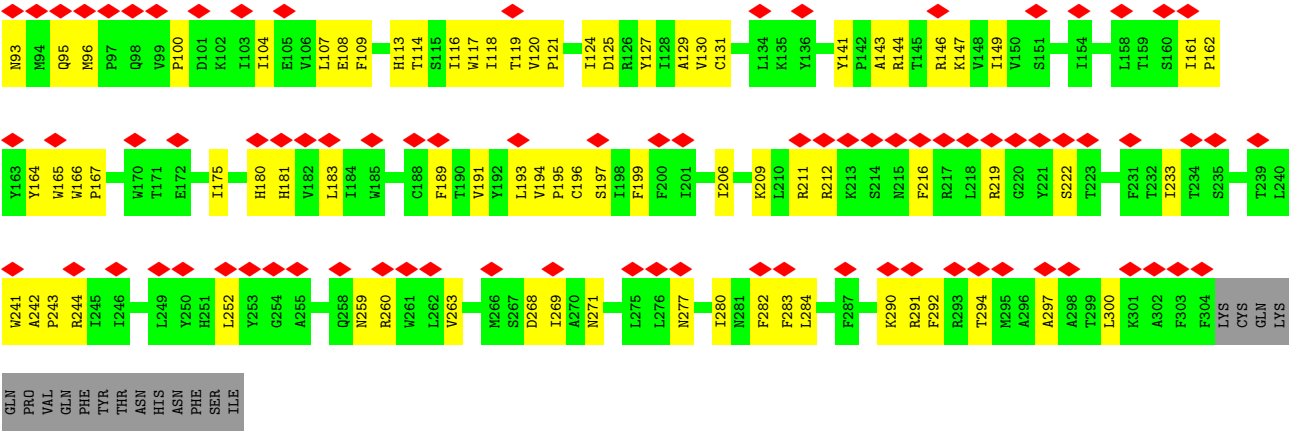 N93 M94 Q95 M96 P97 Q98 V99 P100 D101 K102 I103 I104 E105 V106 L107 E108 F109 H113 T114 S115 I116 W117 I118 T119 V120 P121 I124 D125 R126 Y127 I128 A129 V130 C131 L134 K135 Y136 Y141 P142 A143 R144 T145 R146 K147 V148 I149 V150 S151 I154 L158 T159 S160 I161 P162
Y163 Y164 W165 W166 P167 W170 T171 E172 I175 H180 H181 V182 L183 I184 W185 C188 F189 T190 V191 Y192 L193 V194 P195 C196 S197 I198 F199 F200 I201 I206 K209 L210 R211 R212 K213 S214 N215 F216 R217 L218 R219 G220 Y221 S222 T223 F231 T232 I233 T234 S235 T239 L240
W241 A242 P243 R244 I245 I246 L249 Y250 H251 L252 Y253 G254 A255 Q258 N259 R260 W261 L262 V263 M266 S267 D268 I269 A270 N271 L275 L276 N277 I280 N281 F282 F283 L284 F287 K290 R291 F292 R293 T294 M295 A296 A297 A298 T299 L300 K301 A302 F303 F304 LYS CYS GLN LYS
GLN PRO VAL GLN PHE TYR THR ASN HIS ASN PHE SER ILE